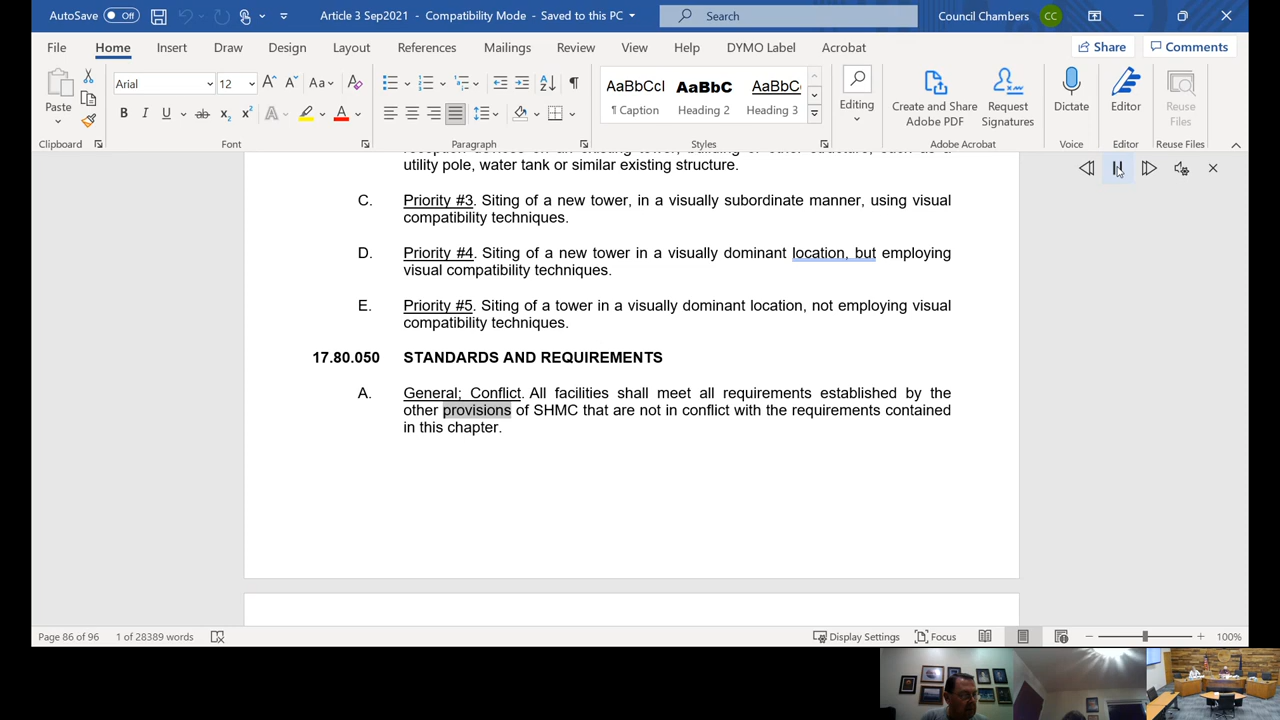 AutoSave Off Article 3 Sep2021 - Compatibility Mode - Saved to this PC Search Council Chambers CC
File Home Insert Draw Design Layout References Mailings Review View Help DYMO Label Acrobat Share Comments
Paste Arial 12 Aa
B I U ab x₂ x² A A
AaBbCcI AaBbC AaBbC
¶ Caption Heading 2 Heading 3
Editing
Create and Share Adobe PDF
Request Signatures
Dictate
Editor
Reuse Files
Clipboard Font Paragraph Styles Adobe Acrobat Voice Editor Reuse Files
utility pole, water tank or similar existing structure.
C. Priority #3. Siting of a new tower, in a visually subordinate manner, using visual
compatibility techniques.
D. Priority #4. Siting of a new tower in a visually dominant location, but employing
visual compatibility techniques.
E. Priority #5. Siting of a tower in a visually dominant location, not employing visual
compatibility techniques.
17.80.050 STANDARDS AND REQUIREMENTS
A. General; Conflict. All facilities shall meet all requirements established by the
other provisions of SHMC that are not in conflict with the requirements contained
in this chapter.
Page 86 of 96 1 of 28389 words Display Settings Focus 100%